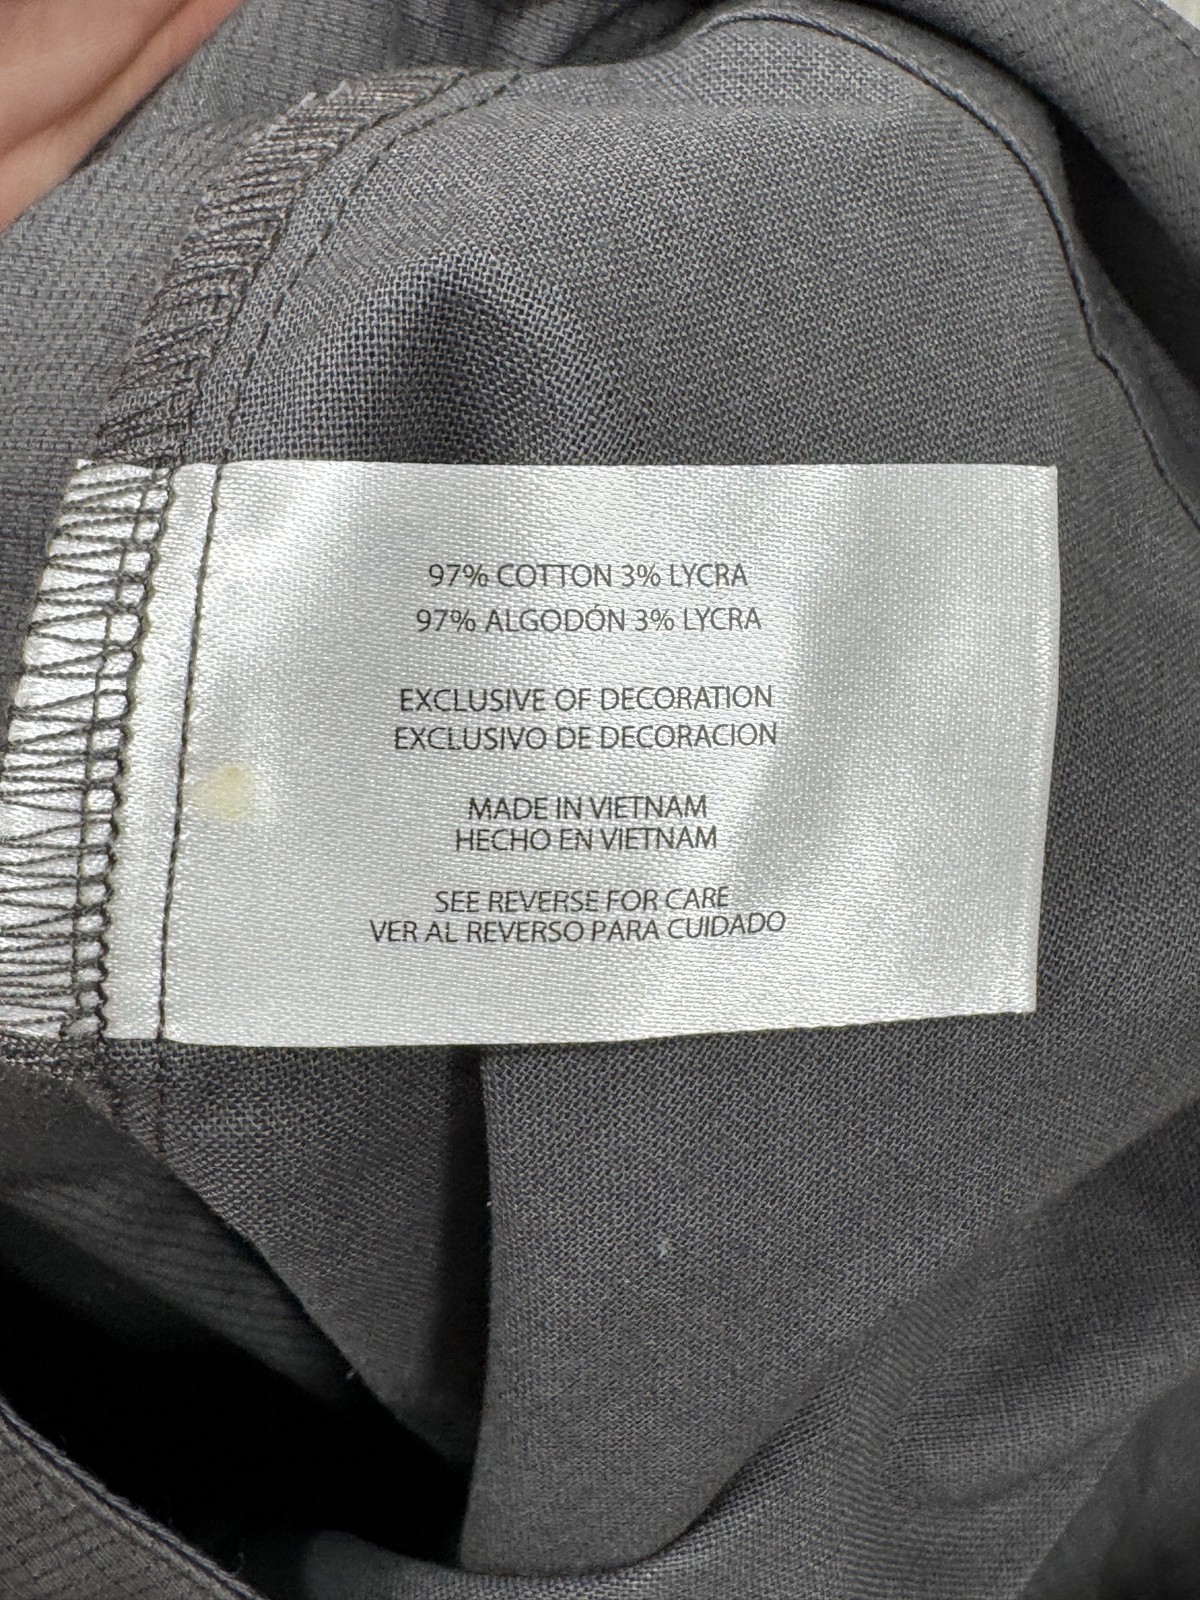 97% COTTON 3% LYCRA
97% ALGODÓN 3% LYCRA
EXCLUSIVE OF DECORATION
EXCLUSIVO DE DECORACION
MADE IN VIETNAM
HECHO EN VIETNAM
SEE REVERSE FOR CARE
VER AL REVERSO PARA CUIDADO